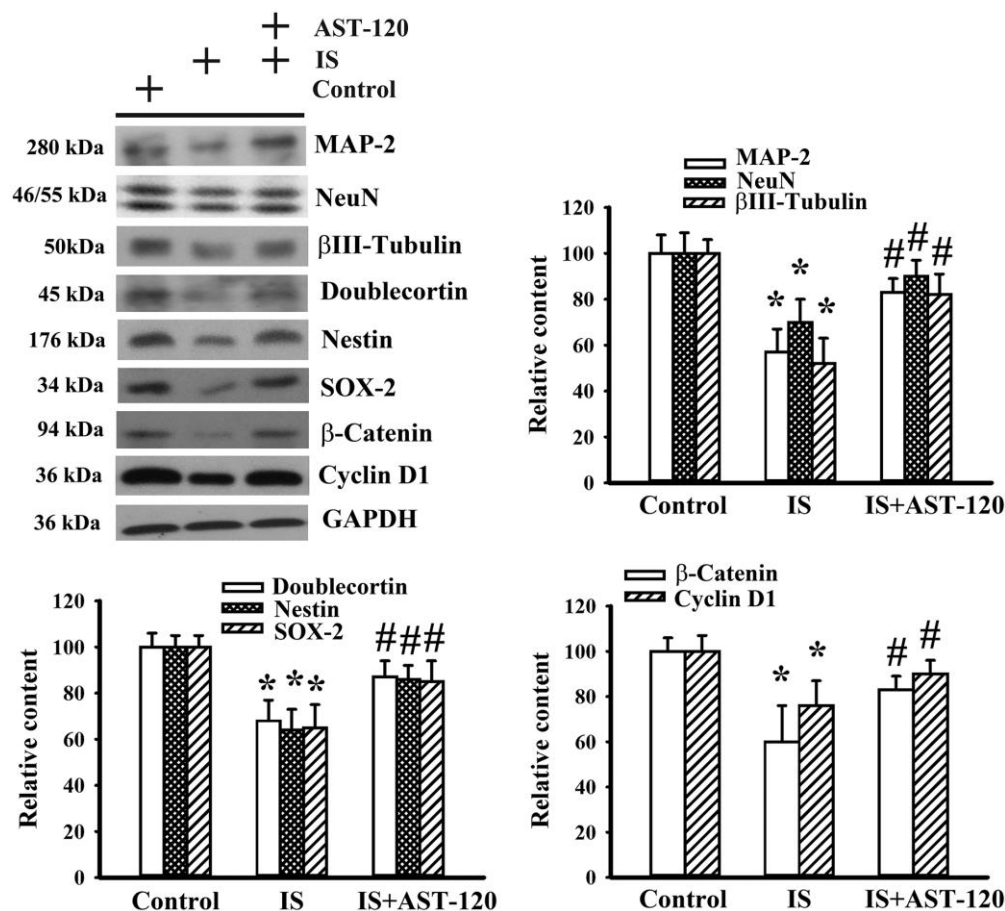 + AST-120
+ + IS
+ Control
280 kDa MAP-2
46/55 kDa NeuN
50kDa βIII-Tubulin
45 kDa Doublecortin
176 kDa Nestin
34 kDa SOX-2
94 kDa β-Catenin
36 kDa Cyclin D1
36 kDa GAPDH
MAP-2
NeuN
βIII-Tubulin
Relative content
120
100
80
60
40
20
0
* * *
# # #
Control IS IS+AST-120
Doublecortin
Nestin
SOX-2
Relative content
120
100
80
60
40
20
0
* * *
# # #
Control IS IS+AST-120
β-Catenin
Cyclin D1
Relative content
120
100
80
60
40
20
0
* *
# #
Control IS IS+AST-120